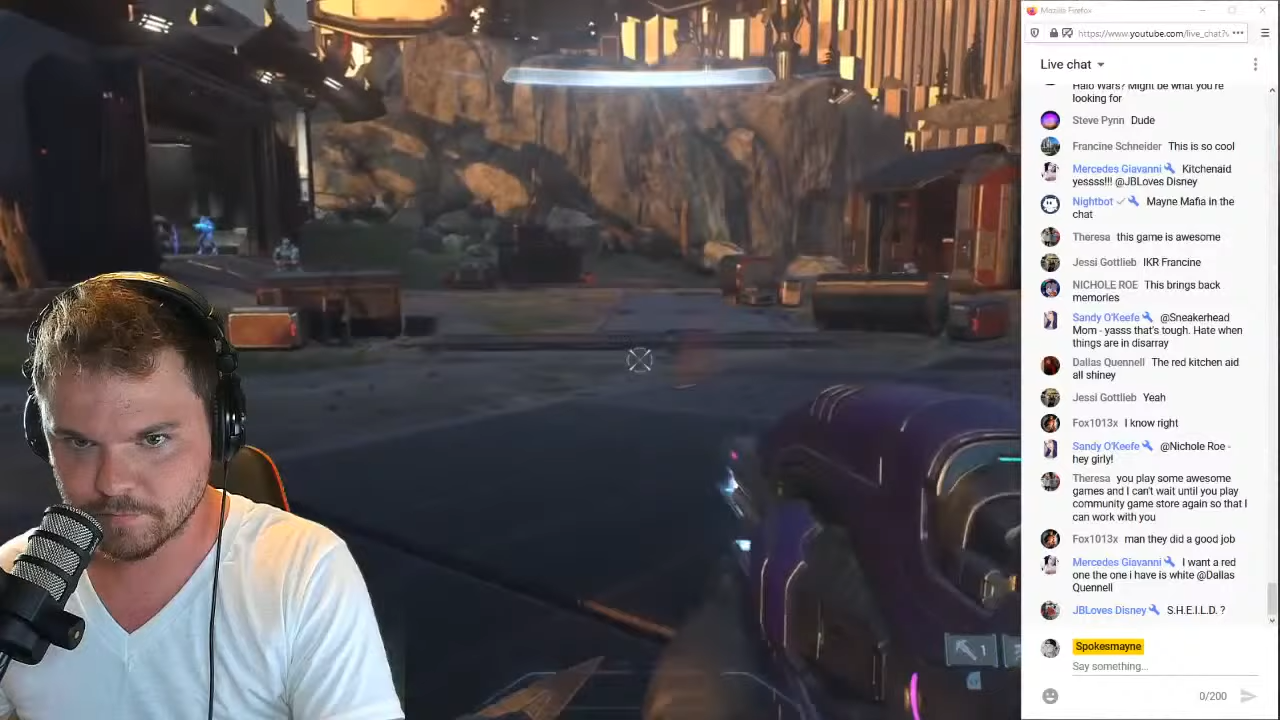 Mozilla Firefox
https://www.youtube.com/live_chat?v
Live chat
Halo Wars? Might be what you're
looking for
Steve Pynn Dude
Francine Schneider This is so cool
Mercedes Giavanni Kitchenaid
yessss!!! @JBLoves Disney
Nightbot Mayne Mafia in the
chat
Theresa this game is awesome
Jessi Gottlieb IKR Francine
NICHOLE ROE This brings back
memories
Sandy O'Keefe @Sneakerhead
Mom - yasss that's tough. Hate when
things are in disarray
Dallas Quennell The red kitchen aid
all shiney
Jessi Gottlieb Yeah
Fox1013x I know right
Sandy O'Keefe @Nichole Roe -
hey girly!
Theresa you play some awesome
games and I can't wait until you play
community game store again so that I
can work with you
Fox1013x man they did a good job
Mercedes Giavanni I want a red
one the one i have is white @Dallas
Quennell
JBLoves Disney S.H.E.I.L.D. ?
Spokesmayne
Say something...
0/200
1